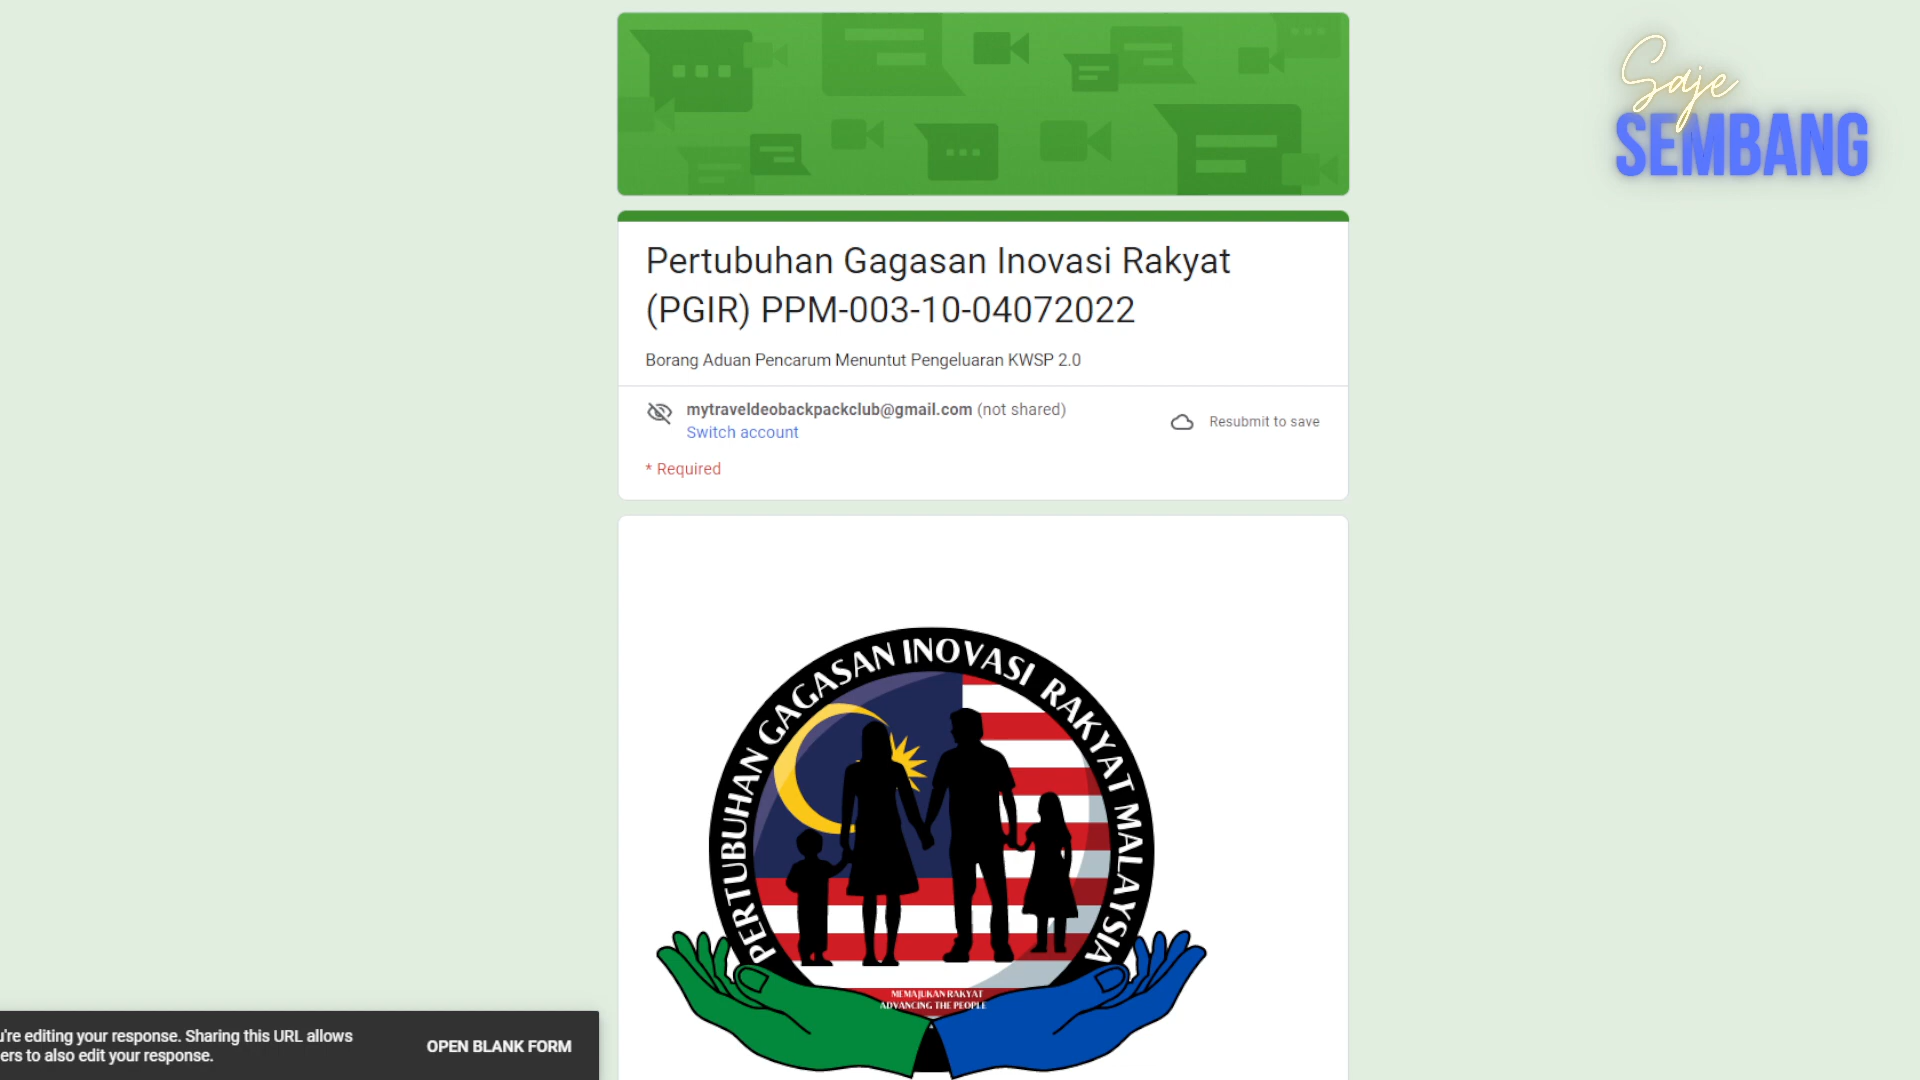 Saje
SEMBANG
Pertubuhan Gagasan Inovasi Rakyat
(PGIR) PPM-003-10-04072022
Borang Aduan Pencarum Menuntut Pengeluaran KWSP 2.0
mytraveldeobackpackclub@gmail.com (not shared)
Switch account
Resubmit to save
* Required
PERTUBUHAN GAGASAN INOVASI RAKYAT MALAYSIA
MEMAJUKAN RAKYAT
ADVANCING THE PEOPLE
u're editing your response. Sharing this URL allows
ers to also edit your response.
OPEN BLANK FORM